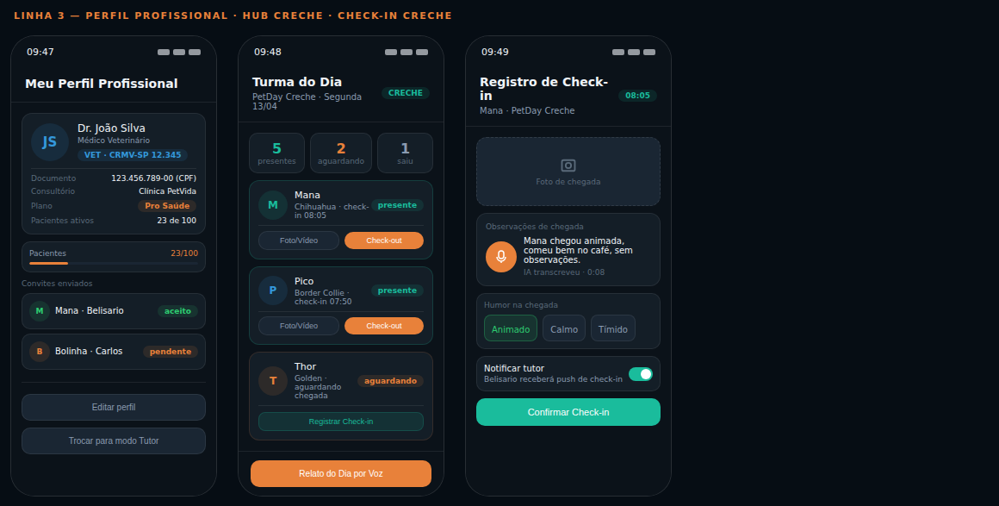 LINHA 3 — PERFIL PROFISSIONAL · HUB CRECHE · CHECK-IN CRECHE
09:47
Meu Perfil Profissional
JS
Dr. João Silva
Médico Veterinário
VET · CRMV-SP 12.345
Documento 123.456.789-00 (CPF)
Consultório Clínica PetVida
Plano Pro Saúde
Pacientes ativos 23 de 100
Pacientes 23/100
Convites enviados
M Mana · Belisario aceito
B Bolinha · Carlos pendente
Editar perfil
Trocar para modo Tutor
09:48
Turma do Dia
PetDay Creche · Segunda
13/04
CRECHE
5 presentes
2 aguardando
1 saiu
M
Mana
Chihuahua · check-
in 08:05
presente
Foto/Vídeo Check-out
P
Pico
Border Collie ·
check-in 07:50
presente
Foto/Vídeo Check-out
T
Thor
Golden ·
aguardando
chegada
aguardando
Registrar Check-in
Relato do Dia por Voz
09:49
Registro de Check-
in
Mana · PetDay Creche
08:05
Foto de chegada
Observações de chegada
Mana chegou animada,
comeu bem no café, sem
observações.
IA transcreveu · 0:08
Humor na chegada
Animado Calmo Tímido
Notificar tutor
Belisario receberá push de check-in
Confirmar Check-in